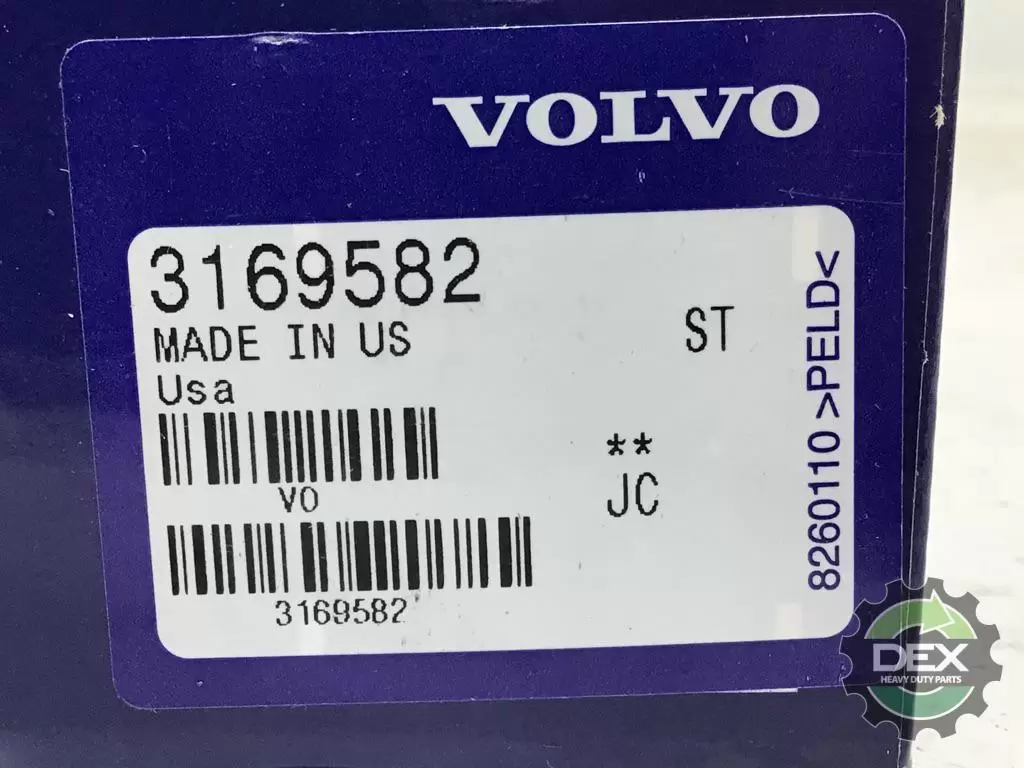 VOLVO
3169582
MADE IN US
ST
Usa
**
VO
JC
3169582
8260110 >PELD<
DEX
HEAVY DUTY PARTS